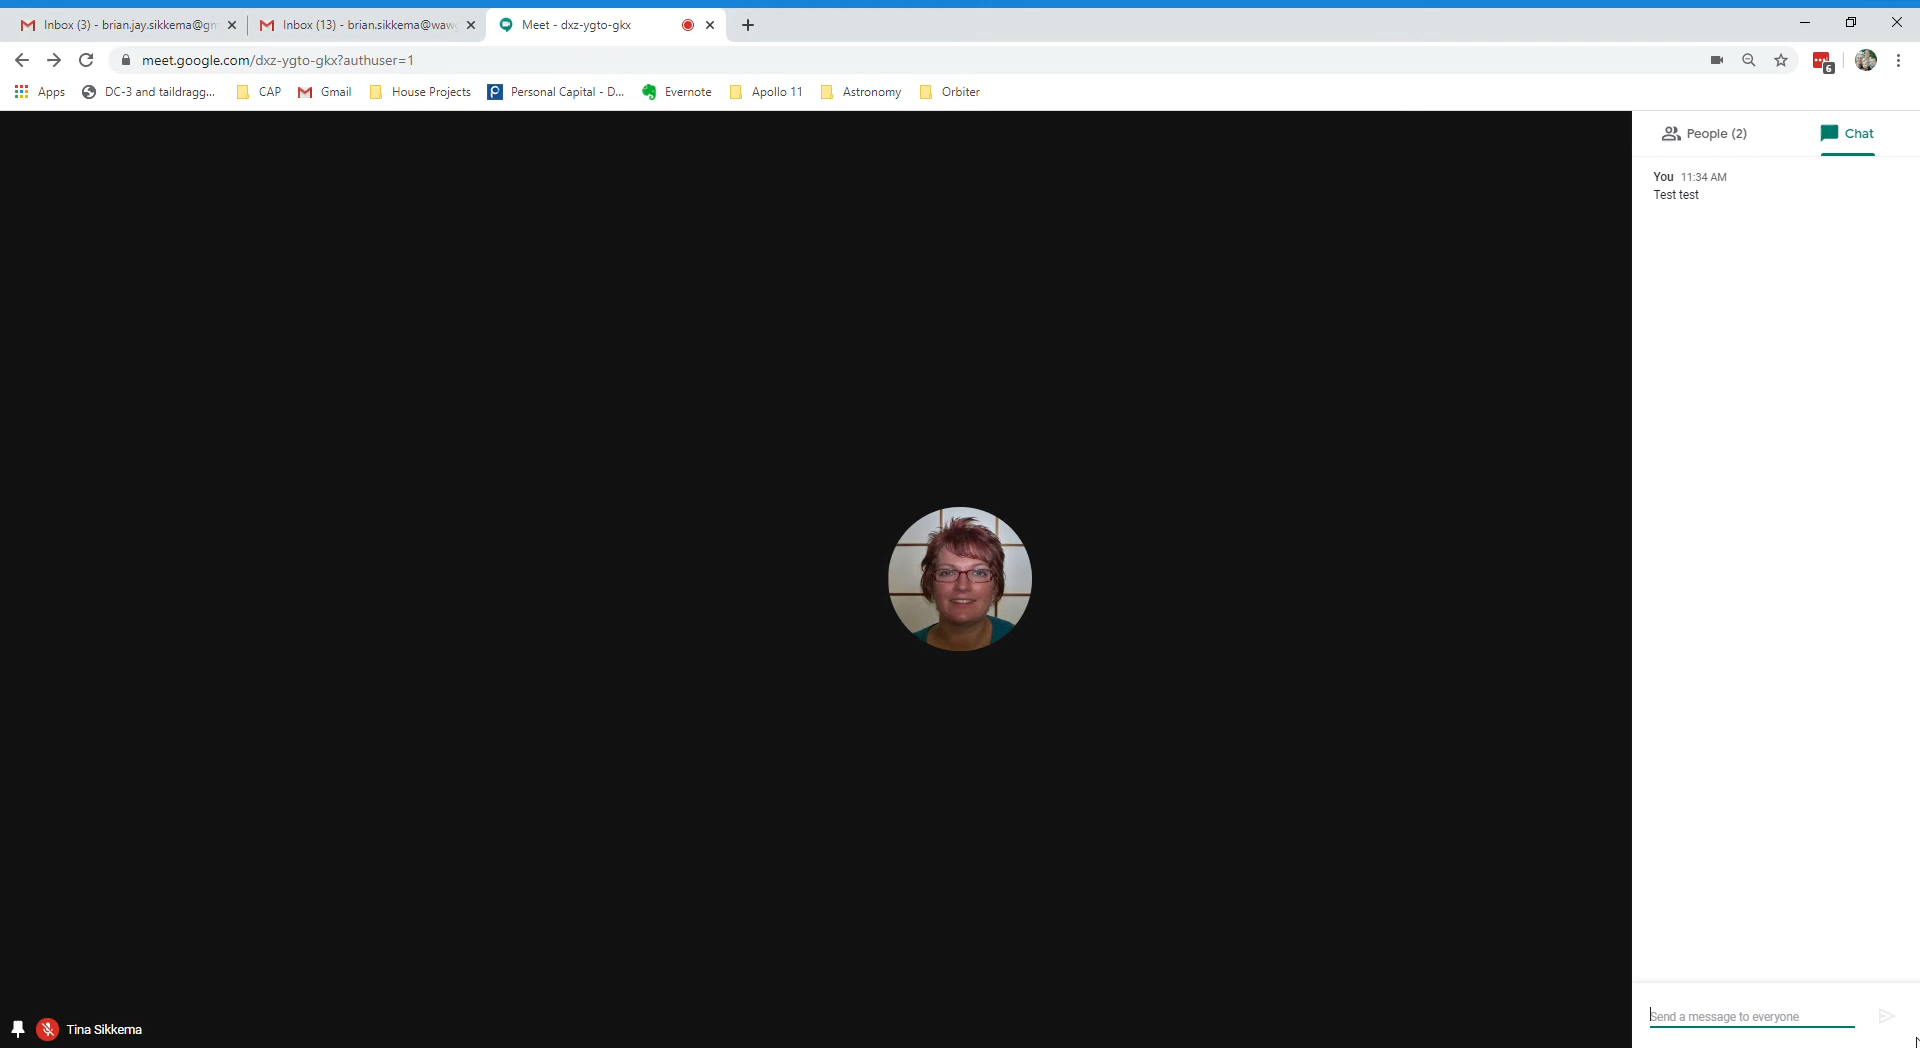 Inbox (3) - brian.jay.sikkema@gm
Inbox (13) - brian.sikkema@waw
Meet - dxz-ygto-gkx
meet.google.com/dxz-ygto-gkx?authuser=1
6
Apps
DC-3 and taildragg...
CAP
Gmail
House Projects
Personal Capital - D...
Evernote
Apollo 11
Astronomy
Orbiter
People (2)
Chat
You 11:34 AM
Test test
Tina Sikkema
Send a message to everyone